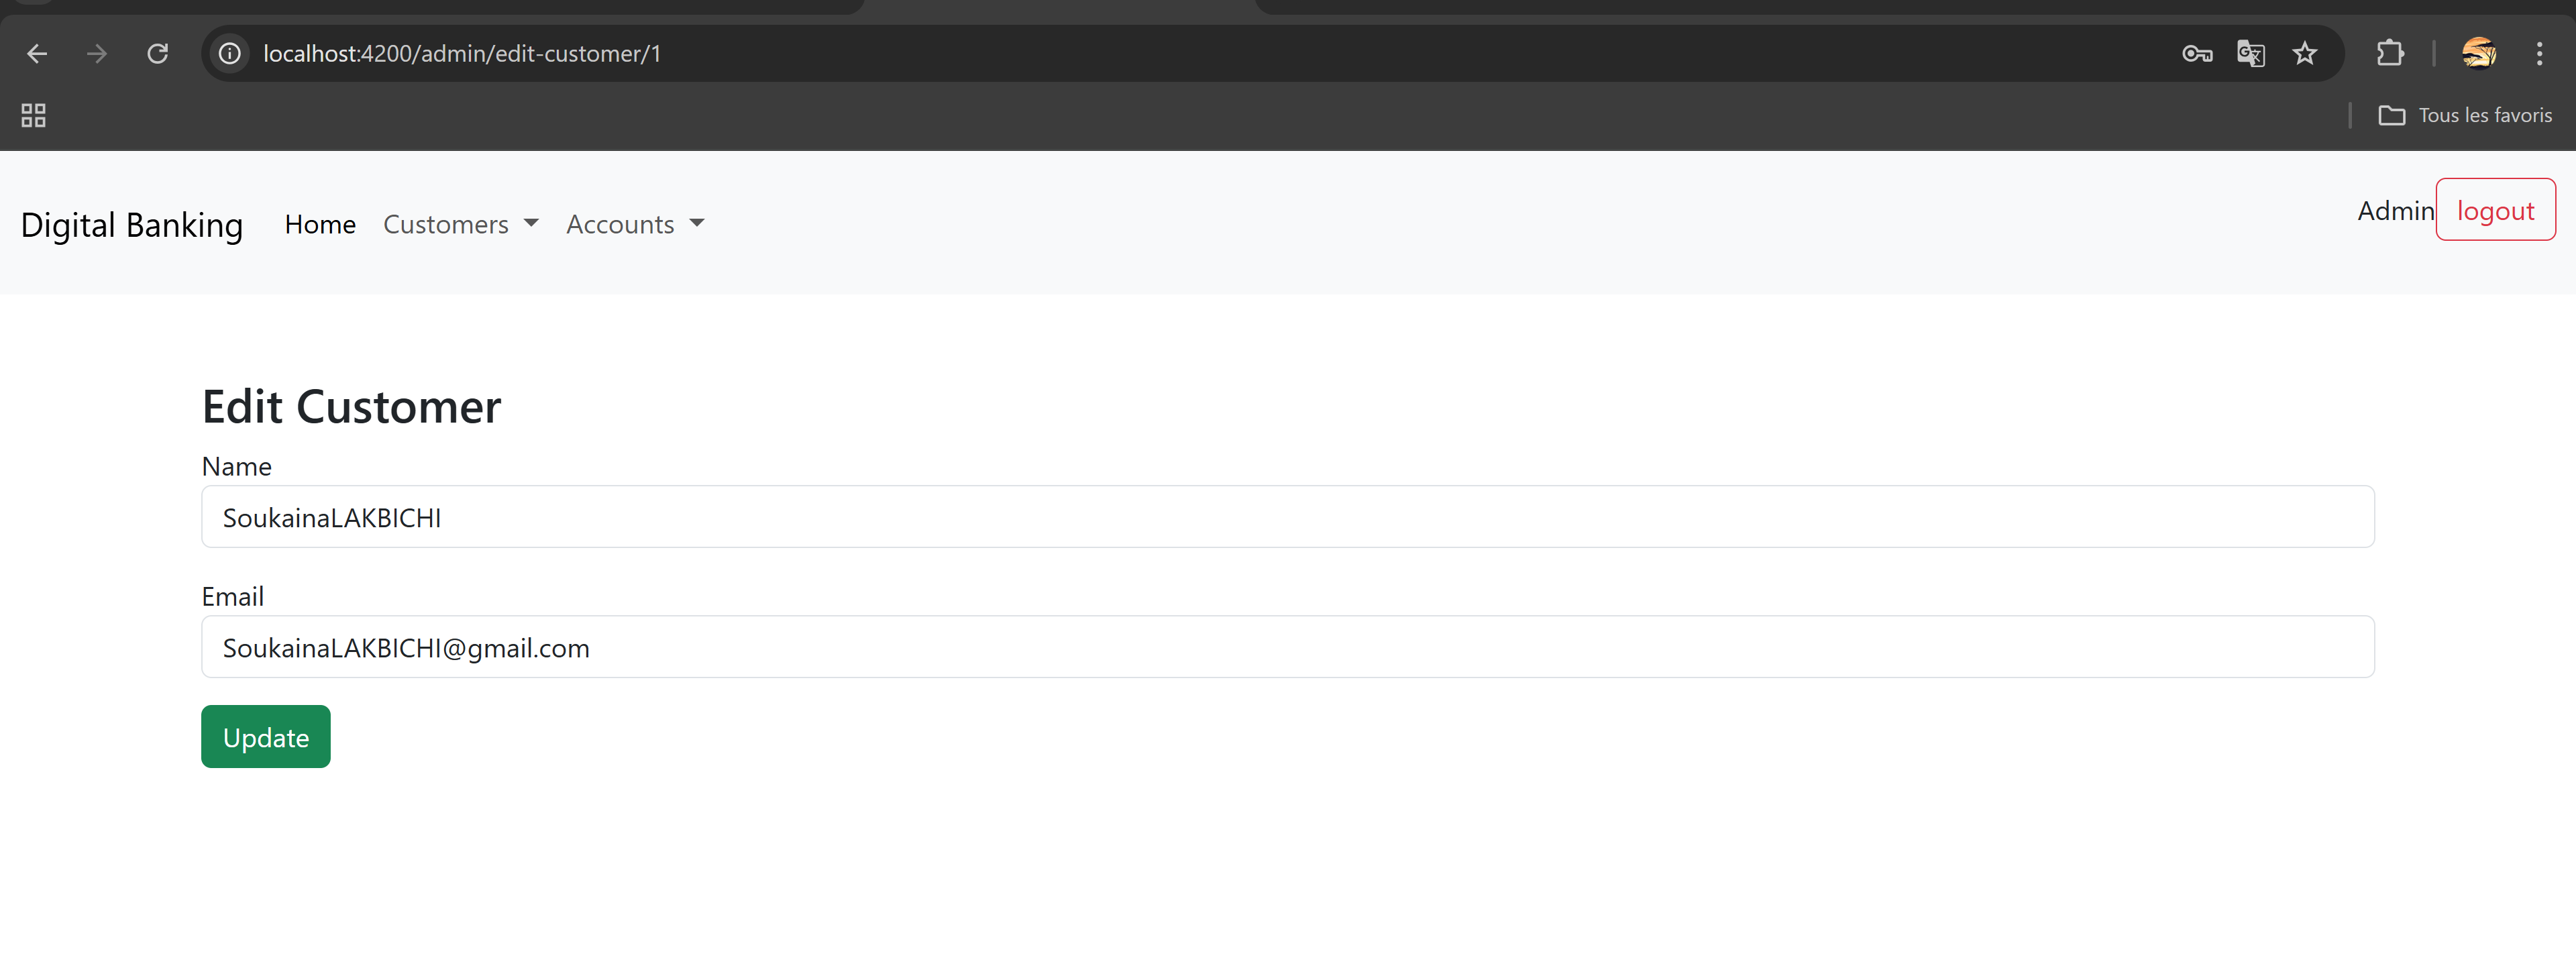 localhost:4200/admin/edit-customer/1
Tous les favoris
Digital Banking Home Customers Accounts Admin logout
Edit Customer
Name
SoukainaLAKBICHI
Email
SoukainaLAKBICHI@gmail.com
Update